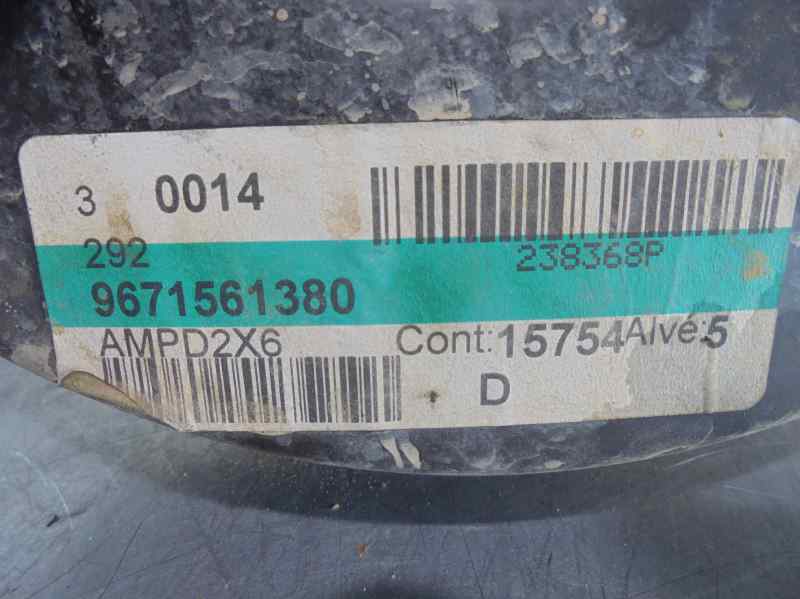 3 0014
292 238368P
9671561380
AMPD2X6 Cont:15754 Alvé:5
D